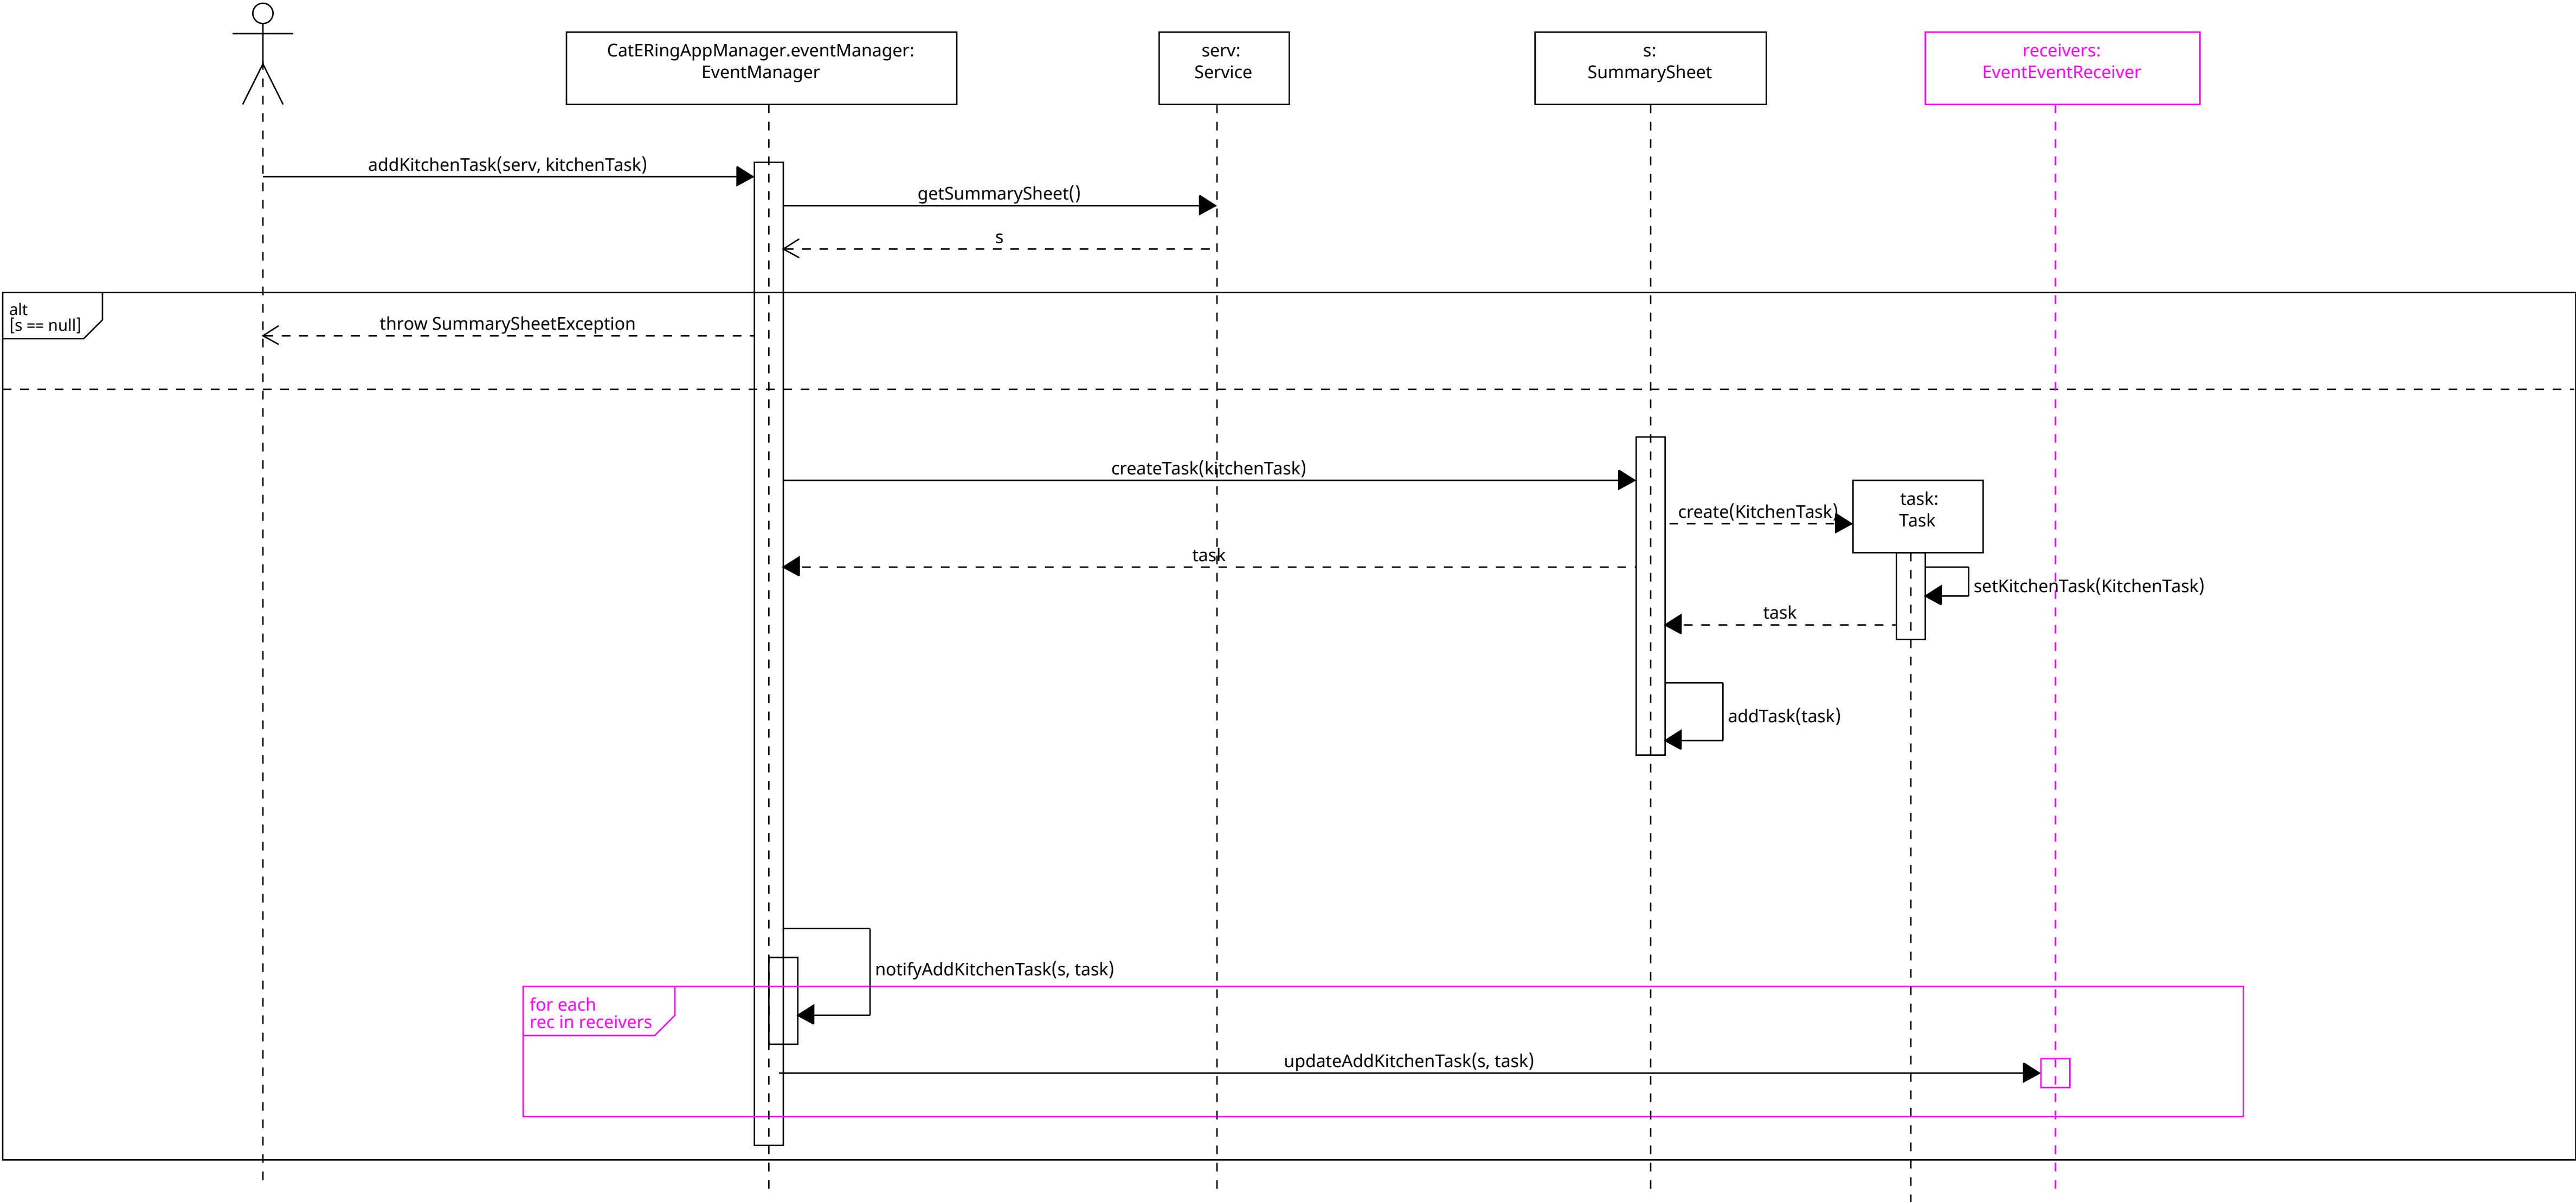 CatERingAppManager.eventManager:
EventManager
serv:
Service
s:
SummarySheet
receivers:
EventEventReceiver
addKitchenTask(serv, kitchenTask)
getSummarySheet()
s
alt
[s == null]
throw SummarySheetException
createTask(kitchenTask)
create(KitchenTask)
task:
Task
task
setKitchenTask(KitchenTask)
task
addTask(task)
notifyAddKitchenTask(s, task)
for each
rec in receivers
updateAddKitchenTask(s, task)